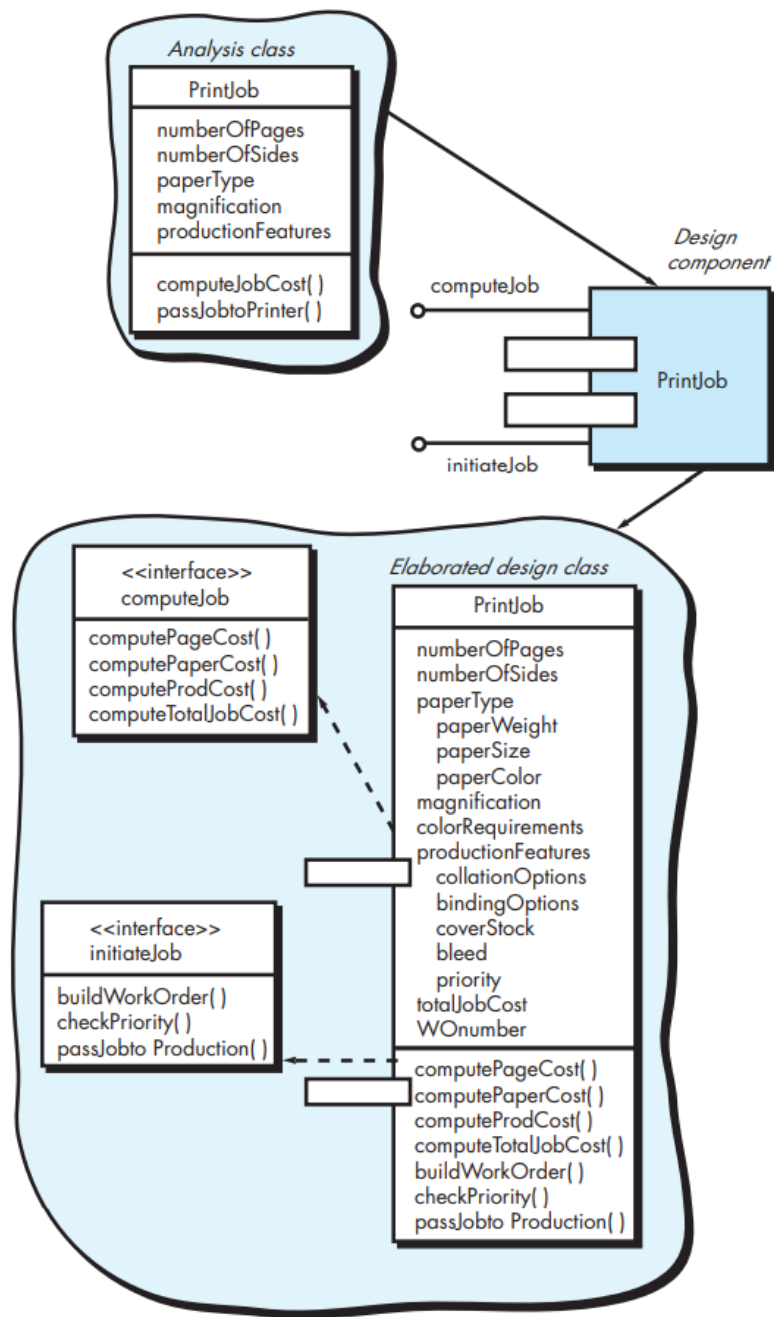 Analysis class
PrintJob
numberOfPages
numberOfSides
paperType
magnification
productionFeatures
computeJobCost( )
passJobtoPrinter( )
Design
component
computeJob
PrintJob
initiateJob
<<interface>>
computeJob
computePageCost( )
computePaperCost( )
computeProdCost( )
computeTotalJobCost( )
Elaborated design class
PrintJob
numberOfPages
numberOfSides
paperType
paperWeight
paperSize
paperColor
magnification
colorRequirements
productionFeatures
collationOptions
bindingOptions
coverStock
bleed
priority
totalJobCost
WOnumber
<<interface>>
initiateJob
buildWorkOrder( )
checkPriority( )
passJobto Production( )
computePageCost( )
computePaperCost( )
computeProdCost( )
computeTotalJobCost( )
buildWorkOrder( )
checkPriority( )
passJobto Production( )